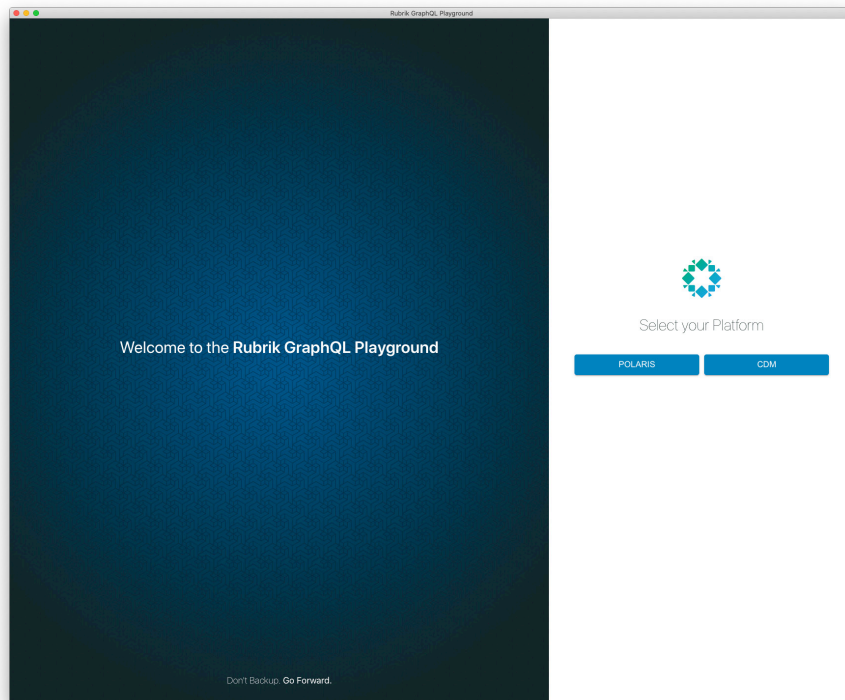 Rubrik GraphQL Playground
Welcome to the Rubrik GraphQL Playground
Don't Backup. Go Forward.
Select your Platform
POLARIS
CDM